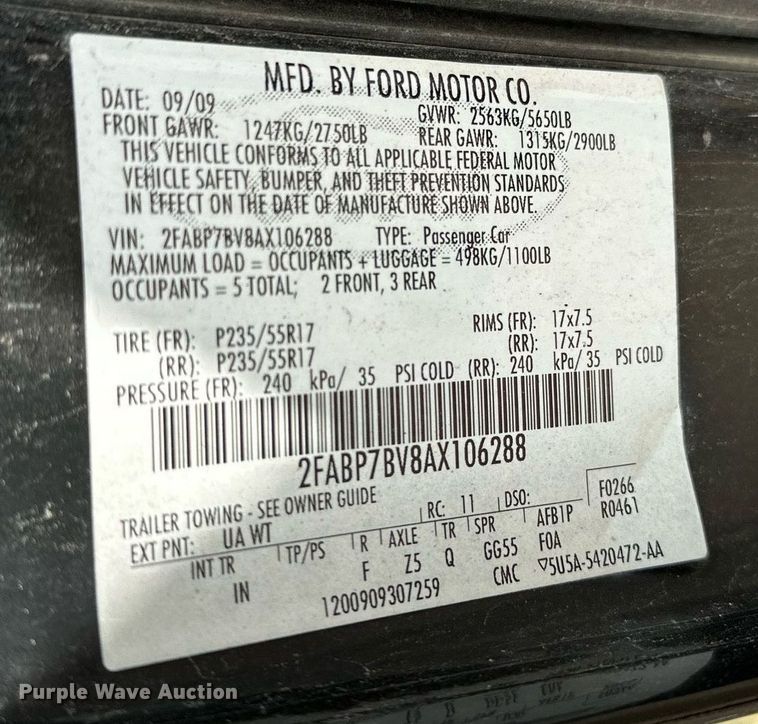 MFD. BY FORD MOTOR CO.
DATE: 09/09 GVWR: 2563KG/5650LB
FRONT GAWR: 1247KG/2750LB REAR GAWR: 1315KG/2900LB
THIS VEHICLE CONFORMS TO ALL APPLICABLE FEDERAL MOTOR
VEHICLE SAFETY, BUMPER, AND THEFT PREVENTION STANDARDS
IN EFFECT ON THE DATE OF MANUFACTURE SHOWN ABOVE.
VIN: 2FABP7BV8AX106288 TYPE: Passenger Car
MAXIMUM LOAD = OCCUPANTS + LUGGAGE = 498KG/1100LB
OCCUPANTS = 5 TOTAL; 2 FRONT, 3 REAR
TIRE (FR): P235/55R17 RIMS (FR): 17x7.5
(RR): P235/55R17 (RR): 17x7.5
PRESSURE (FR): 240 kPa/ 35 PSI COLD (RR): 240 kPa/ 35 PSI COLD
2FABP7BV8AX106288
TRAILER TOWING - SEE OWNER GUIDE
EXT PNT: UA WT RC: 11 DSO: F0266
INT TR TP/PS R AXLE TR SPR AFB1P R0461
IN F Z5 Q GG55 FOA
1200909307259 CMC ▽5U5A-5420472-AA
Purple Wave Auction